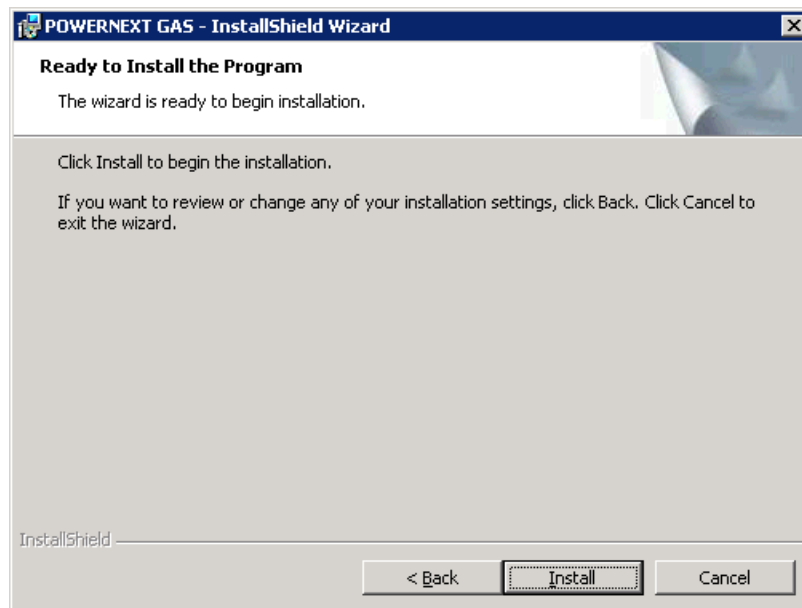 POWERNEXT GAS - InstallShield Wizard
Ready to Install the Program
The wizard is ready to begin installation.
Click Install to begin the installation.
If you want to review or change any of your installation settings, click Back. Click Cancel to
exit the wizard.
InstallShield
< Back Install Cancel